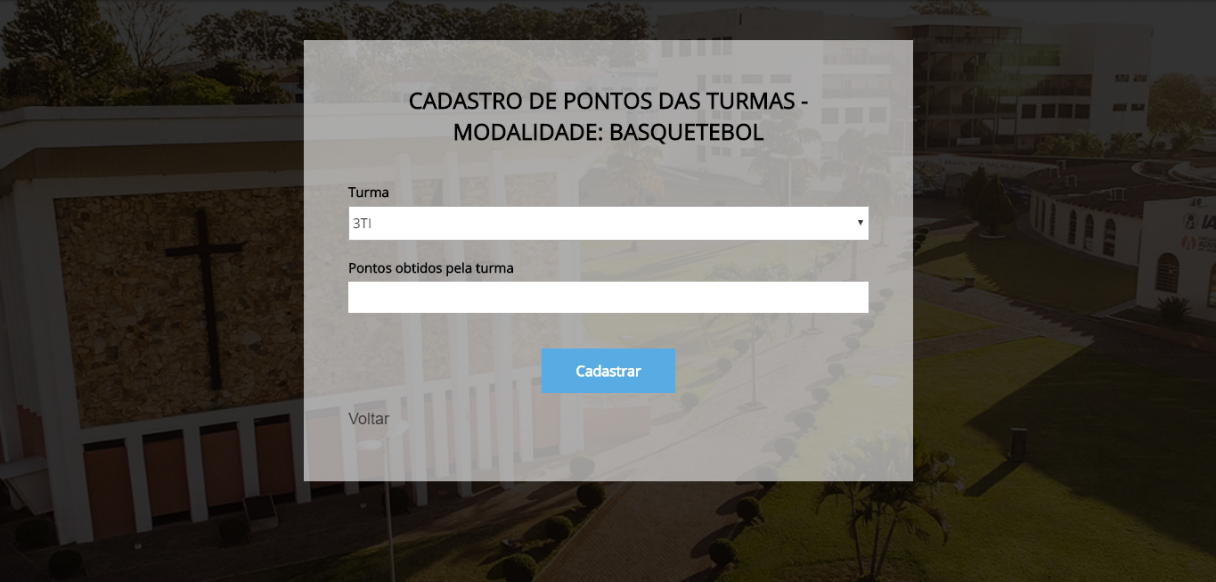 CADASTRO DE PONTOS DAS TURMAS -
MODALIDADE: BASQUETEBOL
Turma
3TI
Pontos obtidos pela turma
Cadastrar
Voltar